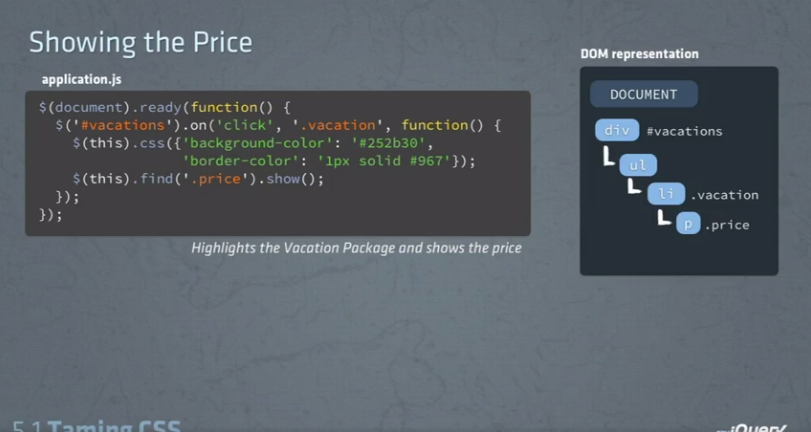 Showing the Price
application.js
$(document).ready(function() {
  $('#vacations').on('click', '.vacation', function() {
    $(this).css({'background-color': '#252b30',
                 'border-color': '1px solid #967'});
    $(this).find('.price').show();
  });
});
Highlights the Vacation Package and shows the price
DOM representation
DOCUMENT
div #vacations
ul
li .vacation
p .price
5.1 Taming CSS
jQuery